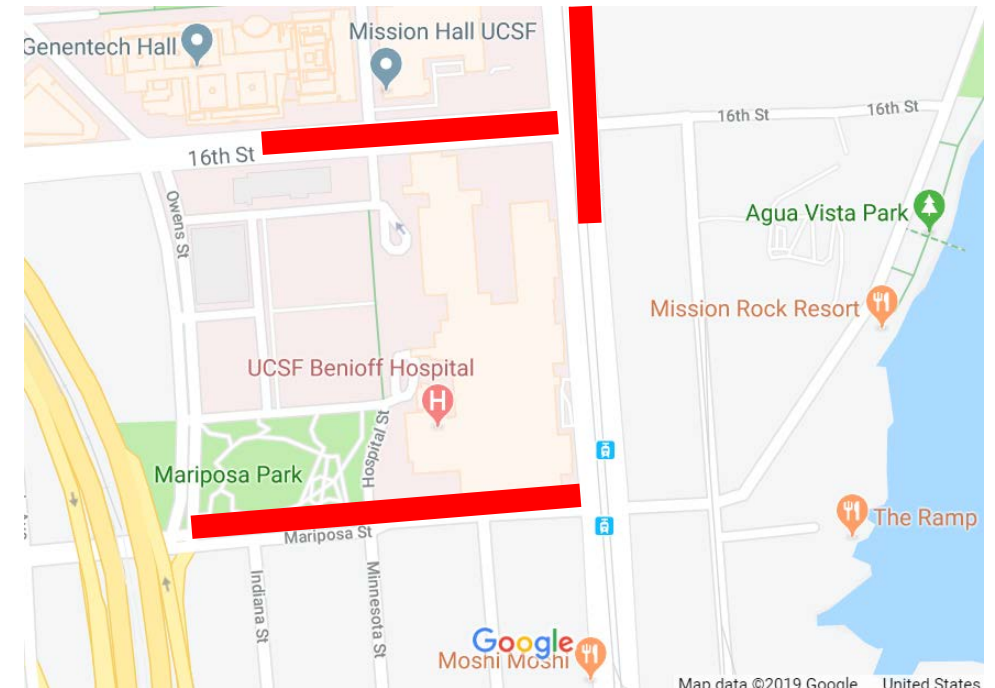 Genentech Hall
Mission Hall UCSF
16th St
16th St
16th St
Owens St
Agua Vista Park
Mission Rock Resort
UCSF Benioff Hospital
H
Hospital St
Mariposa Park
The Ramp
Mariposa St
Indiana St
Minnesota St
Google
Moshi Moshi
Map data ©2019 Google United States